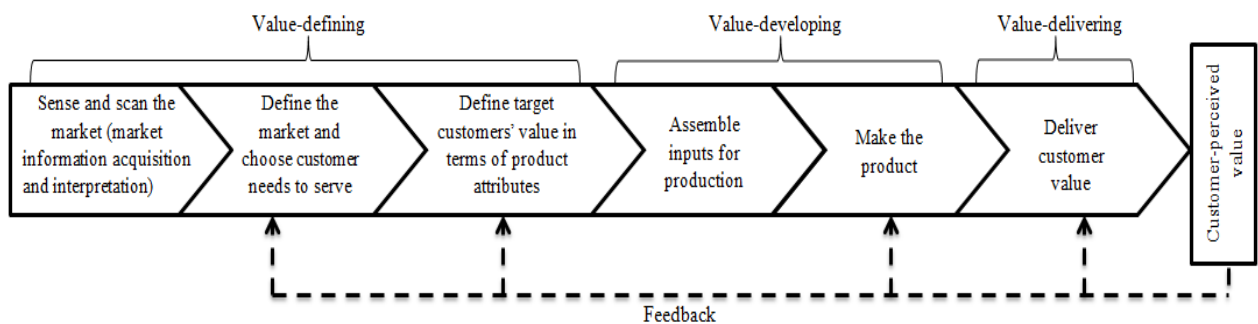 Value-defining
Value-developing
Value-delivering
Sense and scan the
market (market
information acquisition
and interpretation)
Define the
market and
choose customer
needs to serve
Define target
customers’ value in
terms of product
attributes
Assemble
inputs for
production
Make the
product
Deliver
customer
value
Customer-perceived
value
Feedback